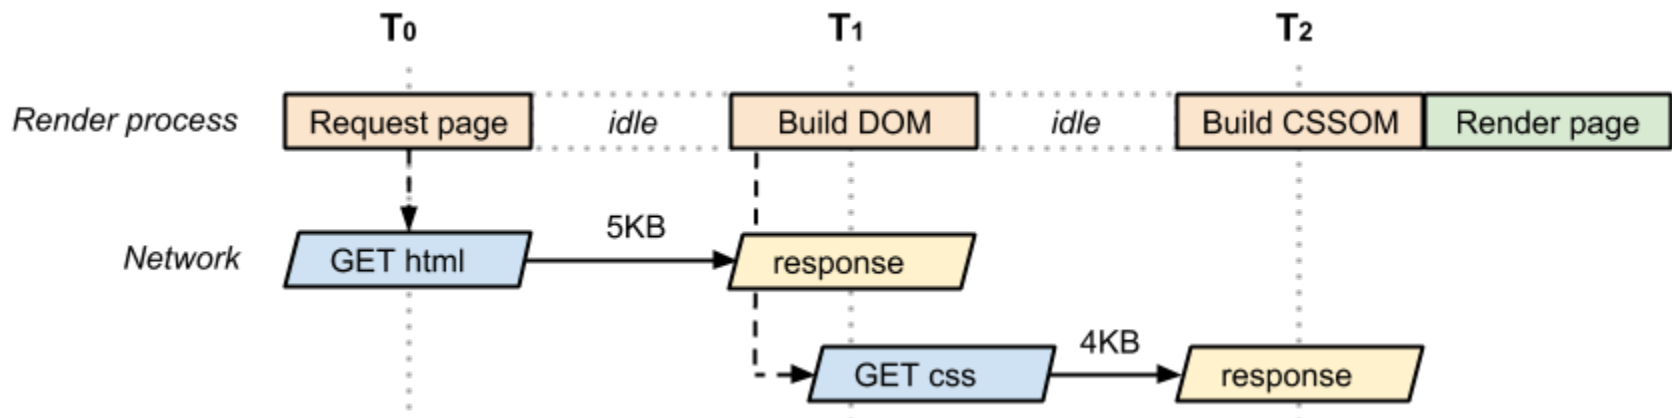 T0 T1 T2
Render process Request page idle Build DOM idle Build CSSOM Render page
5KB
Network GET html response
4KB
GET css response